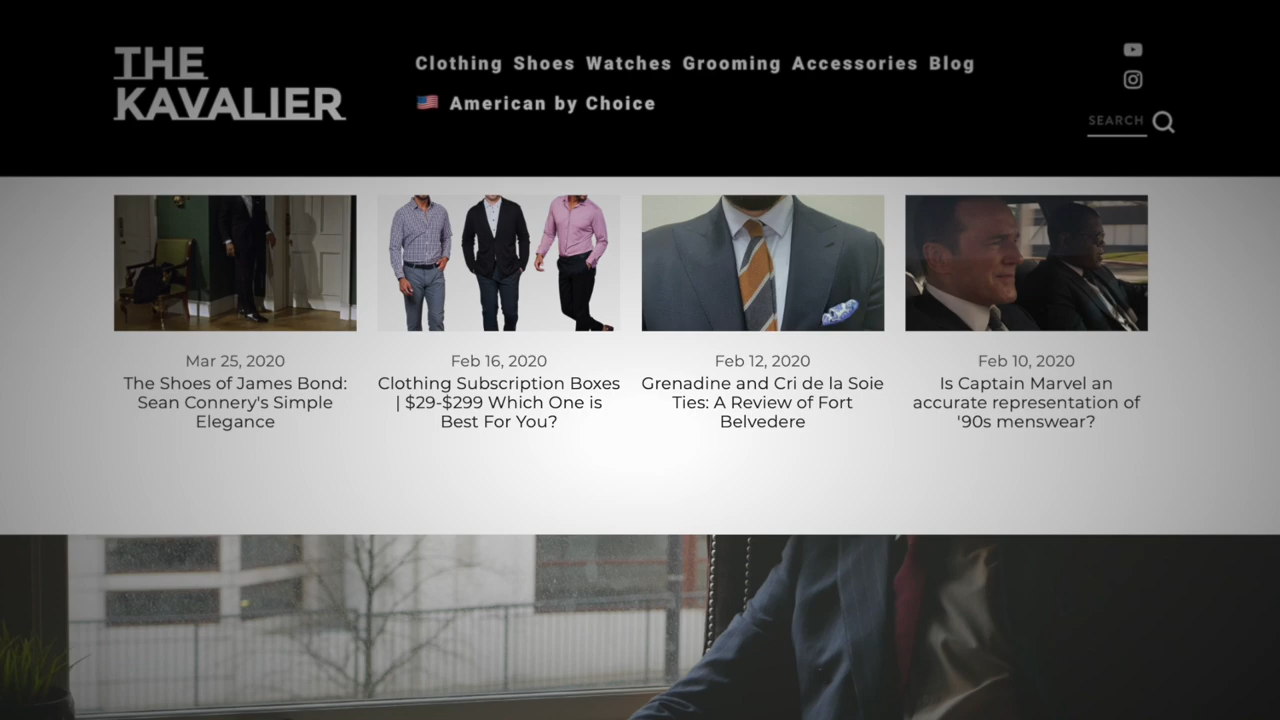 THE
KAVALIER
Clothing Shoes Watches Grooming Accessories Blog
🇺🇸 American by Choice
SEARCH
Mar 25, 2020
The Shoes of James Bond:
Sean Connery's Simple
Elegance
Feb 16, 2020
Clothing Subscription Boxes
| $29-$299 Which One is
Best For You?
Feb 12, 2020
Grenadine and Cri de la Soie
Ties: A Review of Fort
Belvedere
Feb 10, 2020
Is Captain Marvel an
accurate representation of
'90s menswear?